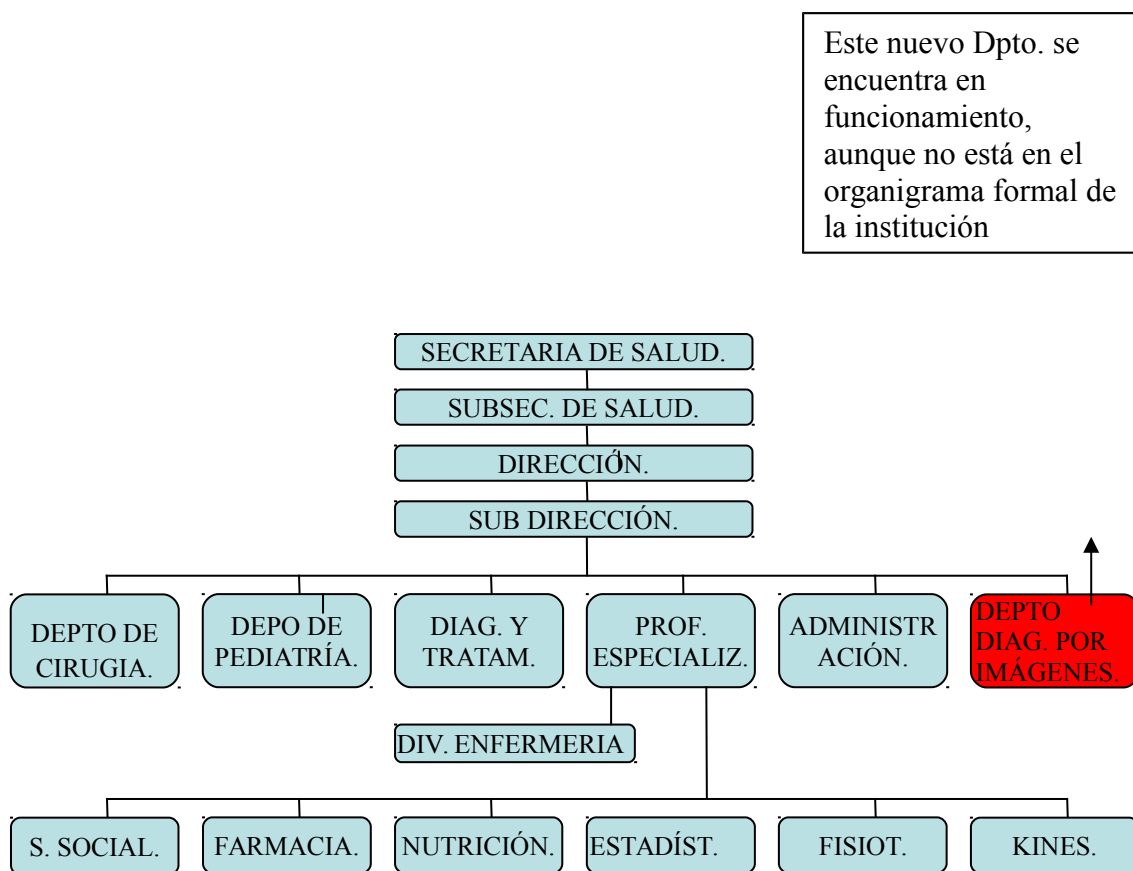 Este nuevo Dpto. se
encuentra en
funcionamiento,
aunque no está en el
organigrama formal de
la institución
SECRETARIA DE SALUD.
SUBSEC. DE SALUD.
DIRECCIÓN.
SUB DIRECCIÓN.
DEPTO DE
CIRUGIA.
DEPO DE
PEDIATRÍA.
DIAG. Y
TRATAM.
PROF.
ESPECIALIZ.
ADMINISTR
ACIÓN.
DEPTO
DIAG. POR
IMÁGENES.
DIV. ENFERMERIA
S. SOCIAL.
FARMACIA.
NUTRICIÓN.
ESTADÍST.
FISIOT.
KINES.